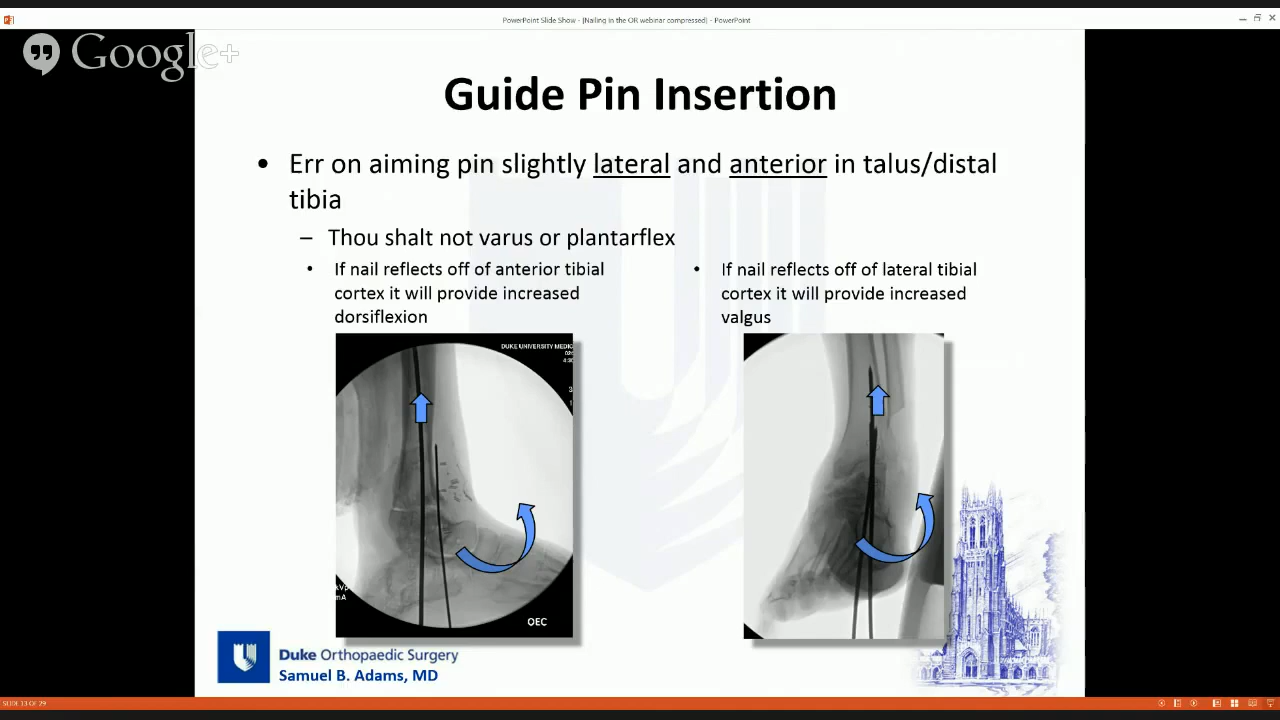 PowerPoint Slide Show - [Nailing in the OR webinar compressed] - PowerPoint
Google+
Guide Pin Insertion
• Err on aiming pin slightly lateral and anterior in talus/distal
tibia
– Thou shalt not varus or plantarflex
• If nail reflects off of anterior tibial
cortex it will provide increased
dorsiflexion
• If nail reflects off of lateral tibial
cortex it will provide increased
valgus
DUKE UNIVERSITY MEDIC
kVp
mA
OEC
Duke Orthopaedic Surgery
Samuel B. Adams, MD
SLIDE 13 OF 29